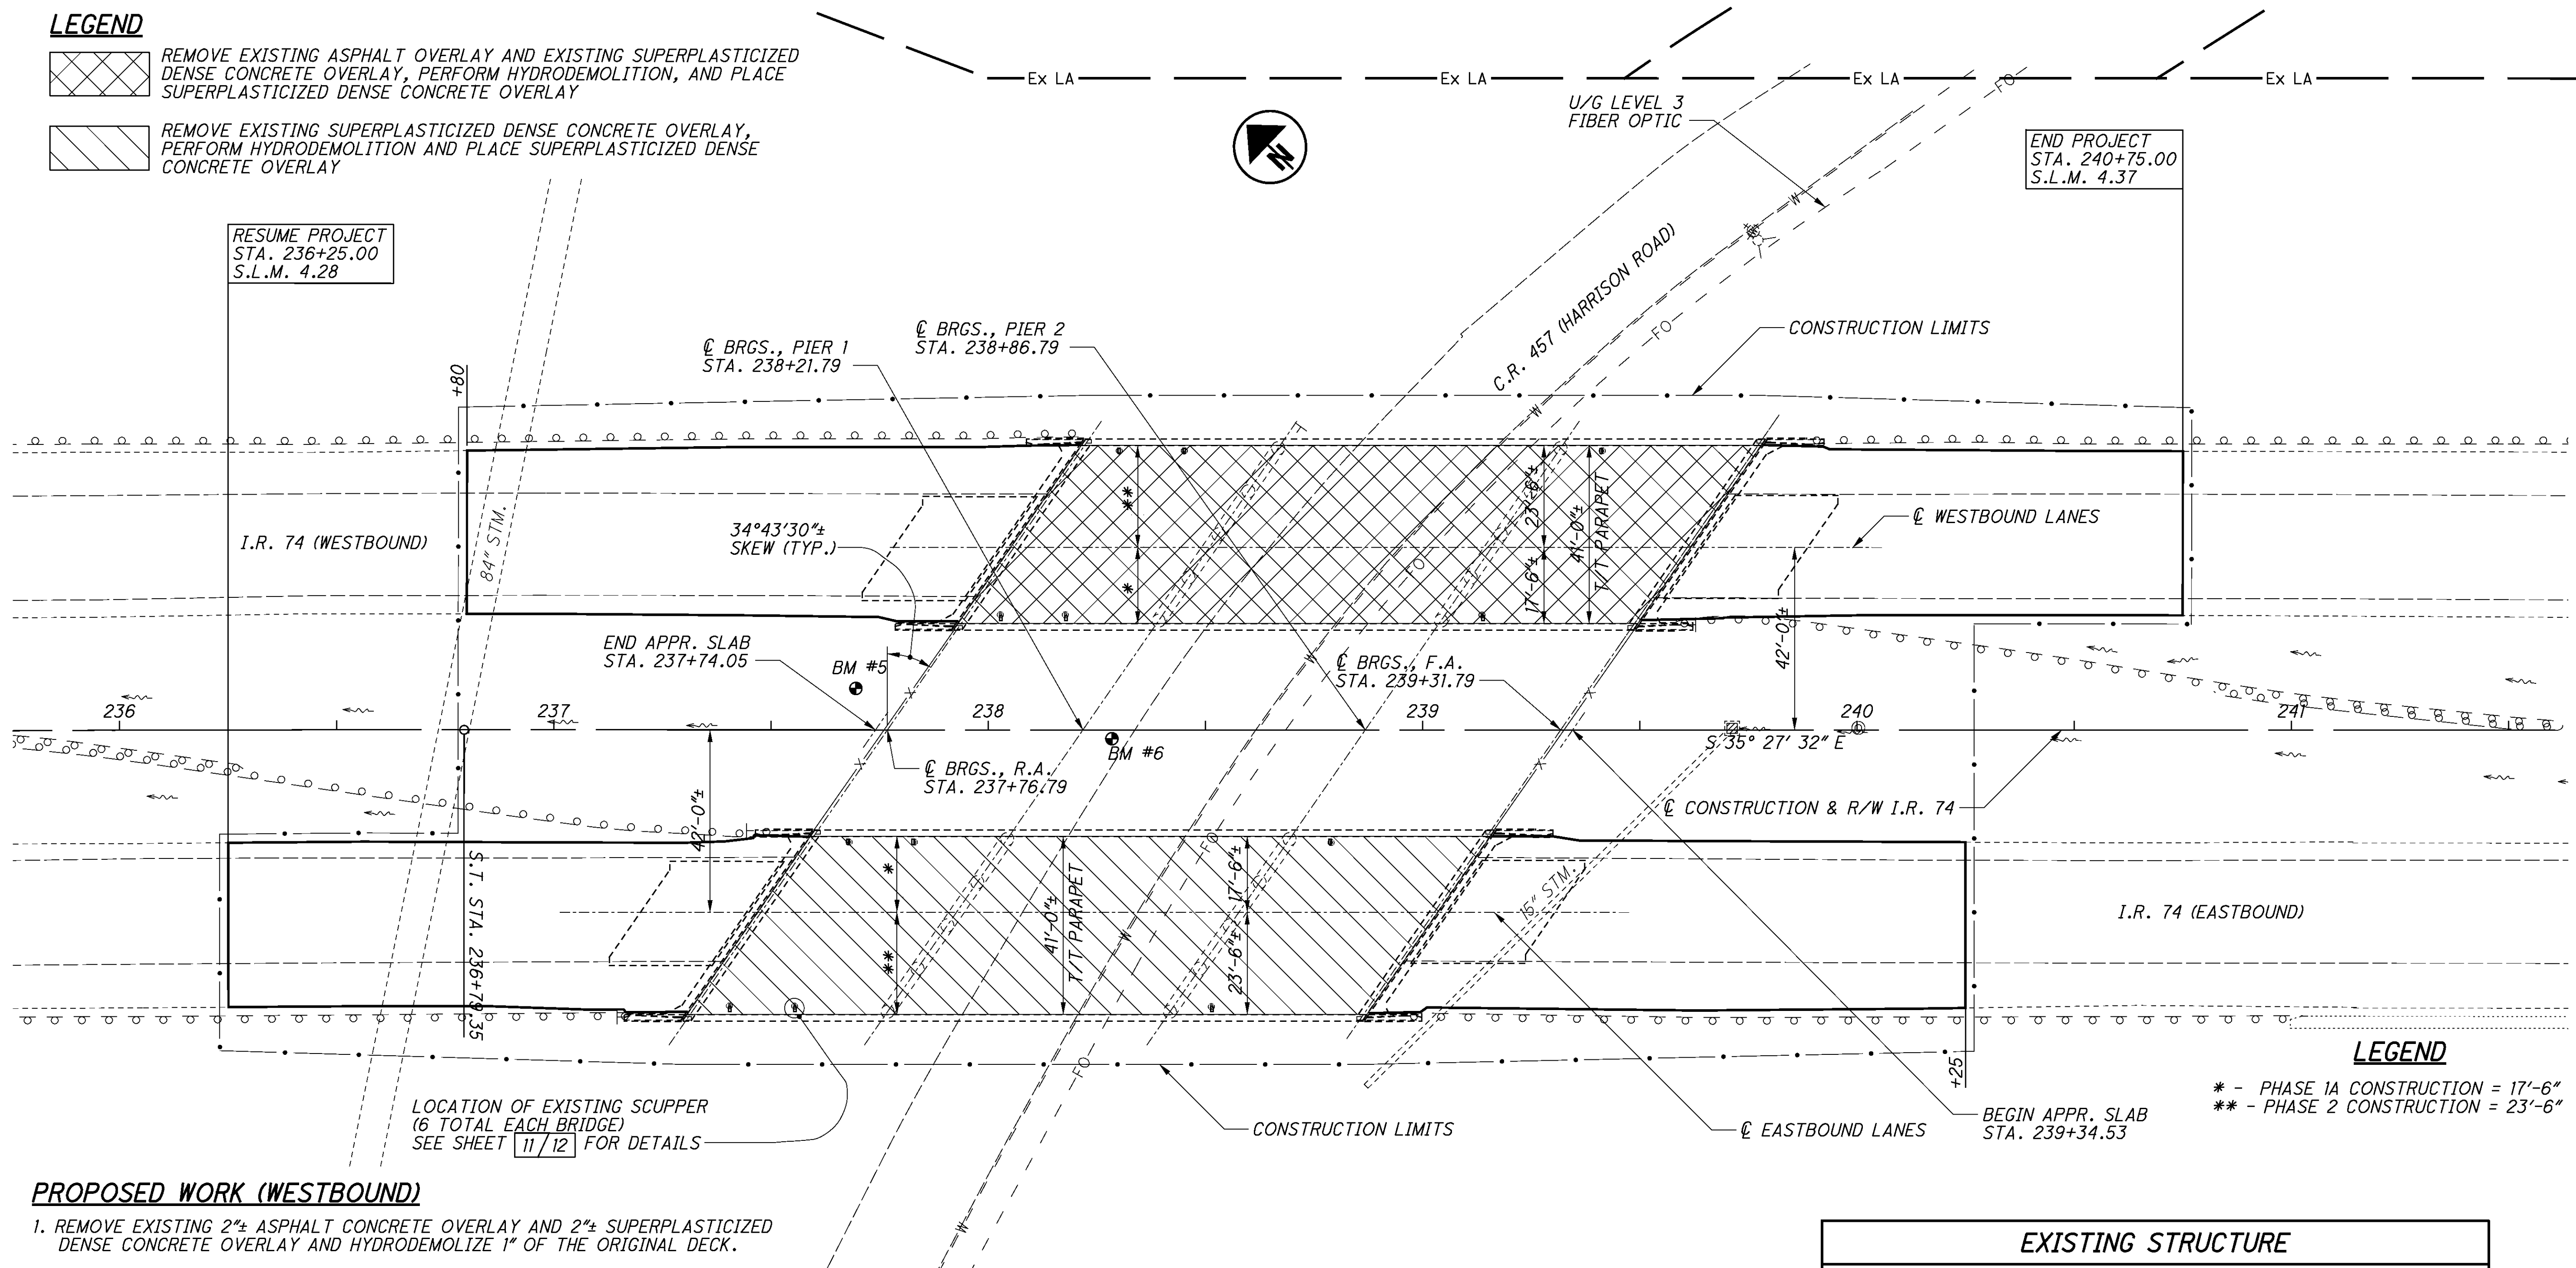 LEGEND
REMOVE EXISTING ASPHALT OVERLAY AND EXISTING SUPERPLASTICIZED
DENSE CONCRETE OVERLAY, PERFORM HYDRODEMOLITION, AND PLACE
SUPERPLASTICIZED DENSE CONCRETE OVERLAY
REMOVE EXISTING SUPERPLASTICIZED DENSE CONCRETE OVERLAY,
PERFORM HYDRODEMOLITION AND PLACE SUPERPLASTICIZED DENSE
CONCRETE OVERLAY
Ex LA
Ex LA
Ex LA
Ex LA
N
U/G LEVEL 3
FIBER OPTIC
FO
W
END PROJECT
STA. 240+75.00
S.L.M. 4.37
RESUME PROJECT
STA. 236+25.00
S.L.M. 4.28
C.R. 457 (HARRISON ROAD)
FO
W
℄ BRGS., PIER 1
STA. 238+21.79
℄ BRGS., PIER 2
STA. 238+86.79
CONSTRUCTION LIMITS
+80
84" STM.
I.R. 74 (WESTBOUND)
34°43'30"±
SKEW (TYP.)
**
*
23'-6"±
17'-6"±
41'-0"±
T/T PARAPET
FO
℄ WESTBOUND LANES
42'-0"±
END APPR. SLAB
STA. 237+74.05
BM #5
X
W
℄ BRGS., F.A.
STA. 239+31.79
X
236
237
238
239
240
241
BM #6
S 35° 27' 32" E
℄ BRGS., R.A.
STA. 237+76.79
X
X
42'-0"±
℄ CONSTRUCTION & R/W I.R. 74
S.T. STA. 236+79.35
*
**
41'-0"±
T/T PARAPET
17'-6"±
23'-6"±
FO
W
15" STM.
I.R. 74 (EASTBOUND)
FO
+25
LOCATION OF EXISTING SCUPPER
(6 TOTAL EACH BRIDGE)
SEE SHEET 11/12 FOR DETAILS
CONSTRUCTION LIMITS
℄ EASTBOUND LANES
BEGIN APPR. SLAB
STA. 239+34.53
LEGEND
* - PHASE 1A CONSTRUCTION = 17'-6"
** - PHASE 2 CONSTRUCTION = 23'-6"
W
PROPOSED WORK (WESTBOUND)
1. REMOVE EXISTING 2"± ASPHALT CONCRETE OVERLAY AND 2"± SUPERPLASTICIZED
DENSE CONCRETE OVERLAY AND HYDRODEMOLIZE 1" OF THE ORIGINAL DECK.
EXISTING STRUCTURE